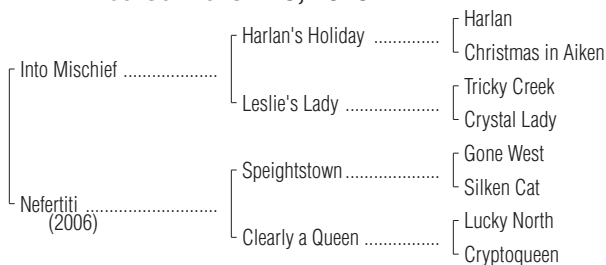 Harlan
Harlan's Holiday ..............
Christmas in Aiken
Into Mischief ....................
Tricky Creek
Leslie's Lady ....................
Crystal Lady
Gone West
Speightstown ....................
Silken Cat
Nefertiti ............................
(2006)
Lucky North
Clearly a Queen ................
Cryptoqueen